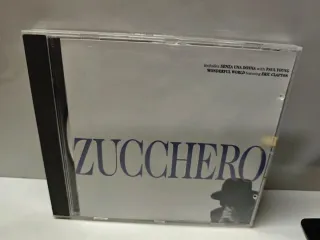 includes SENZA UNA DONNA with PAUL YOUNG
WONDERFUL WORLD featuring ERIC CLAPTON
ZUCCHERO